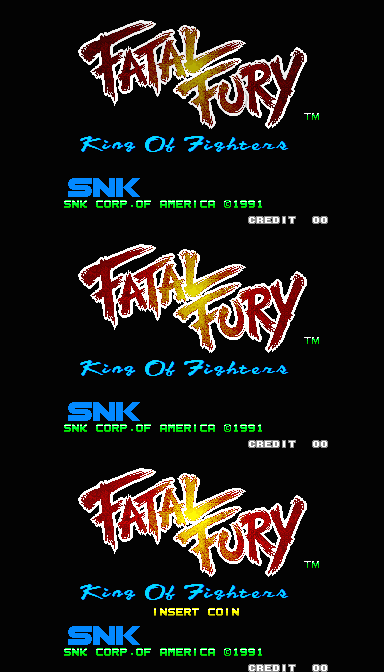 FATAL FURY TM
King Of Fighters
SNK
SNK CORP.OF AMERICA ©1991
CREDIT 00
FATAL FURY TM
King Of Fighters
SNK
SNK CORP.OF AMERICA ©1991
CREDIT 00
FATAL FURY TM
King Of Fighters
INSERT COIN
SNK
SNK CORP.OF AMERICA ©1991
CREDIT 00